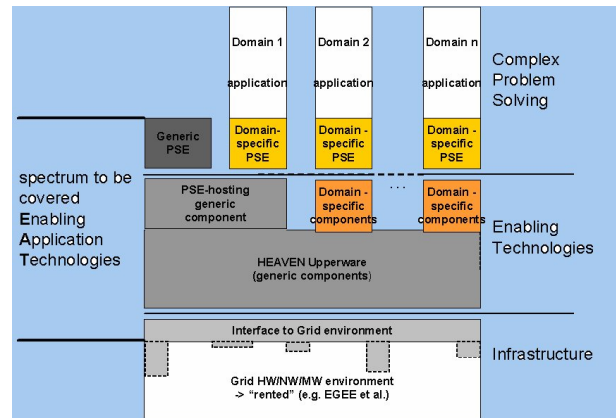 Domain 1
application
Domain 2
application
Domain n
application
Complex
Problem
Solving
Generic
PSE
Domain-
specific
PSE
Domain -
specific
PSE
Domain -
specific
PSE
spectrum to be
covered
Enabling
Application
Technologies
PSE-hosting
generic
component
Domain -
specific
components
...
Domain -
specific
components
Enabling
Technologies
HEAVEN Upperware
(generic components)
Interface to Grid environment
Infrastructure
Grid HW/NW/MW environment
-> “rented” (e.g. EGEE et al.)